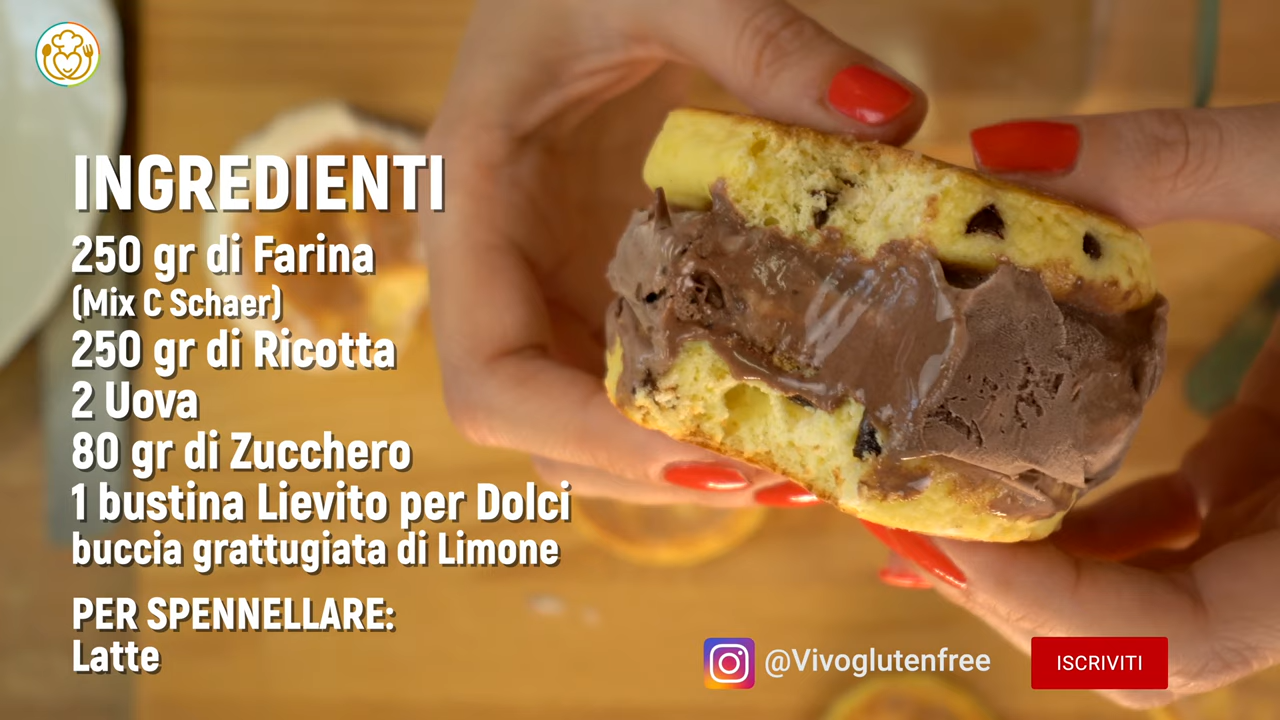 INGREDIENTI
250 gr di Farina
(Mix C Schaer)
250 gr di Ricotta
2 Uova
80 gr di Zucchero
1 bustina Lievito per Dolci
buccia grattugiata di Limone
PER SPENNELLARE:
Latte
@Vivoglutenfree
ISCRIVITI